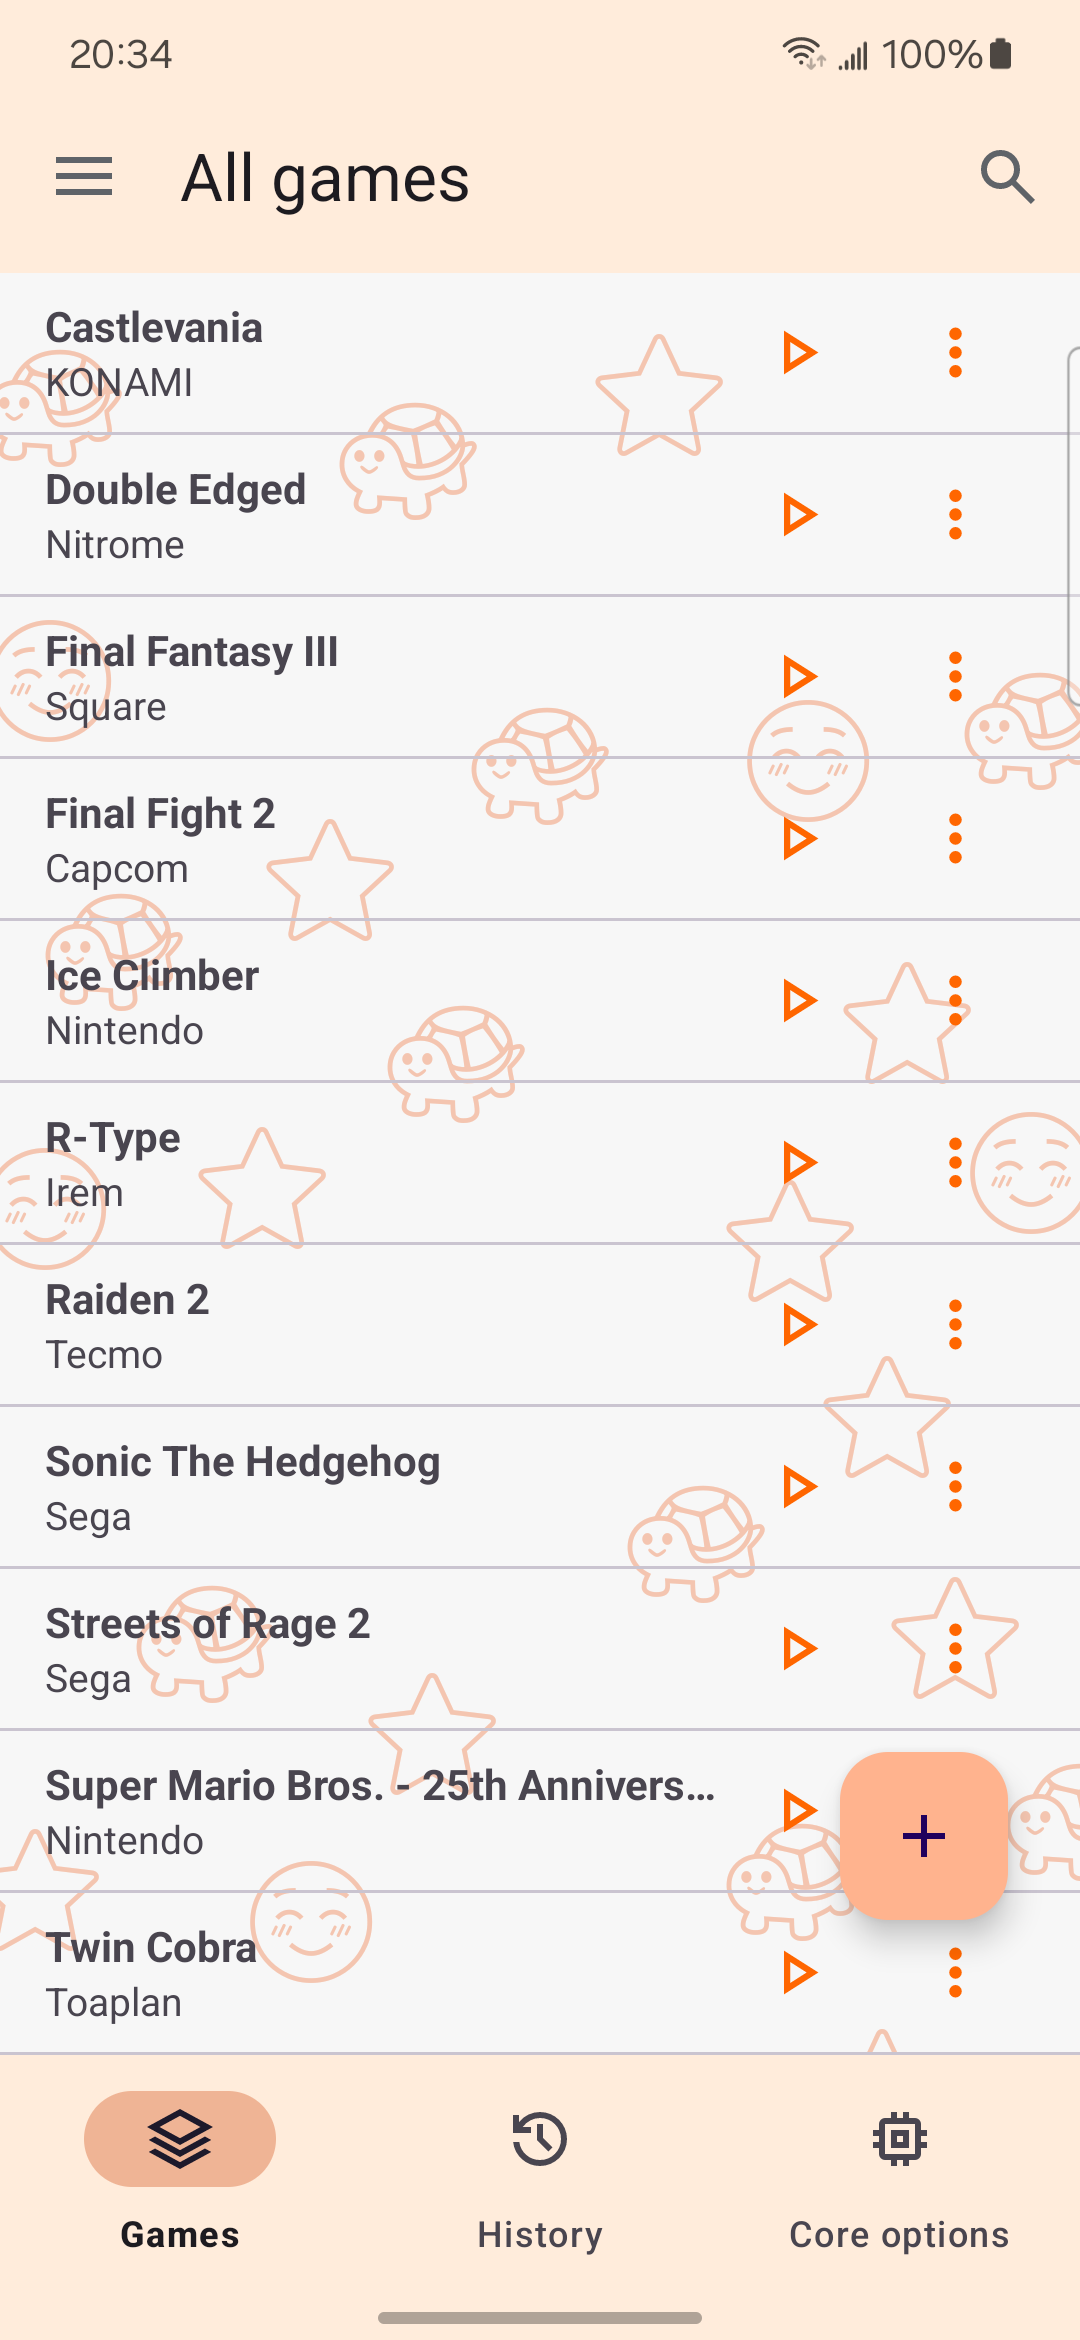 20:34
100%
All games
Castlevania
KONAMI
Double Edged
Nitrome
Final Fantasy III
Square
Final Fight 2
Capcom
Ice Climber
Nintendo
R-Type
Irem
Raiden 2
Tecmo
Sonic The Hedgehog
Sega
Streets of Rage 2
Sega
Super Mario Bros. - 25th Annivers...
Nintendo
Twin Cobra
Toaplan
Games
History
Core options